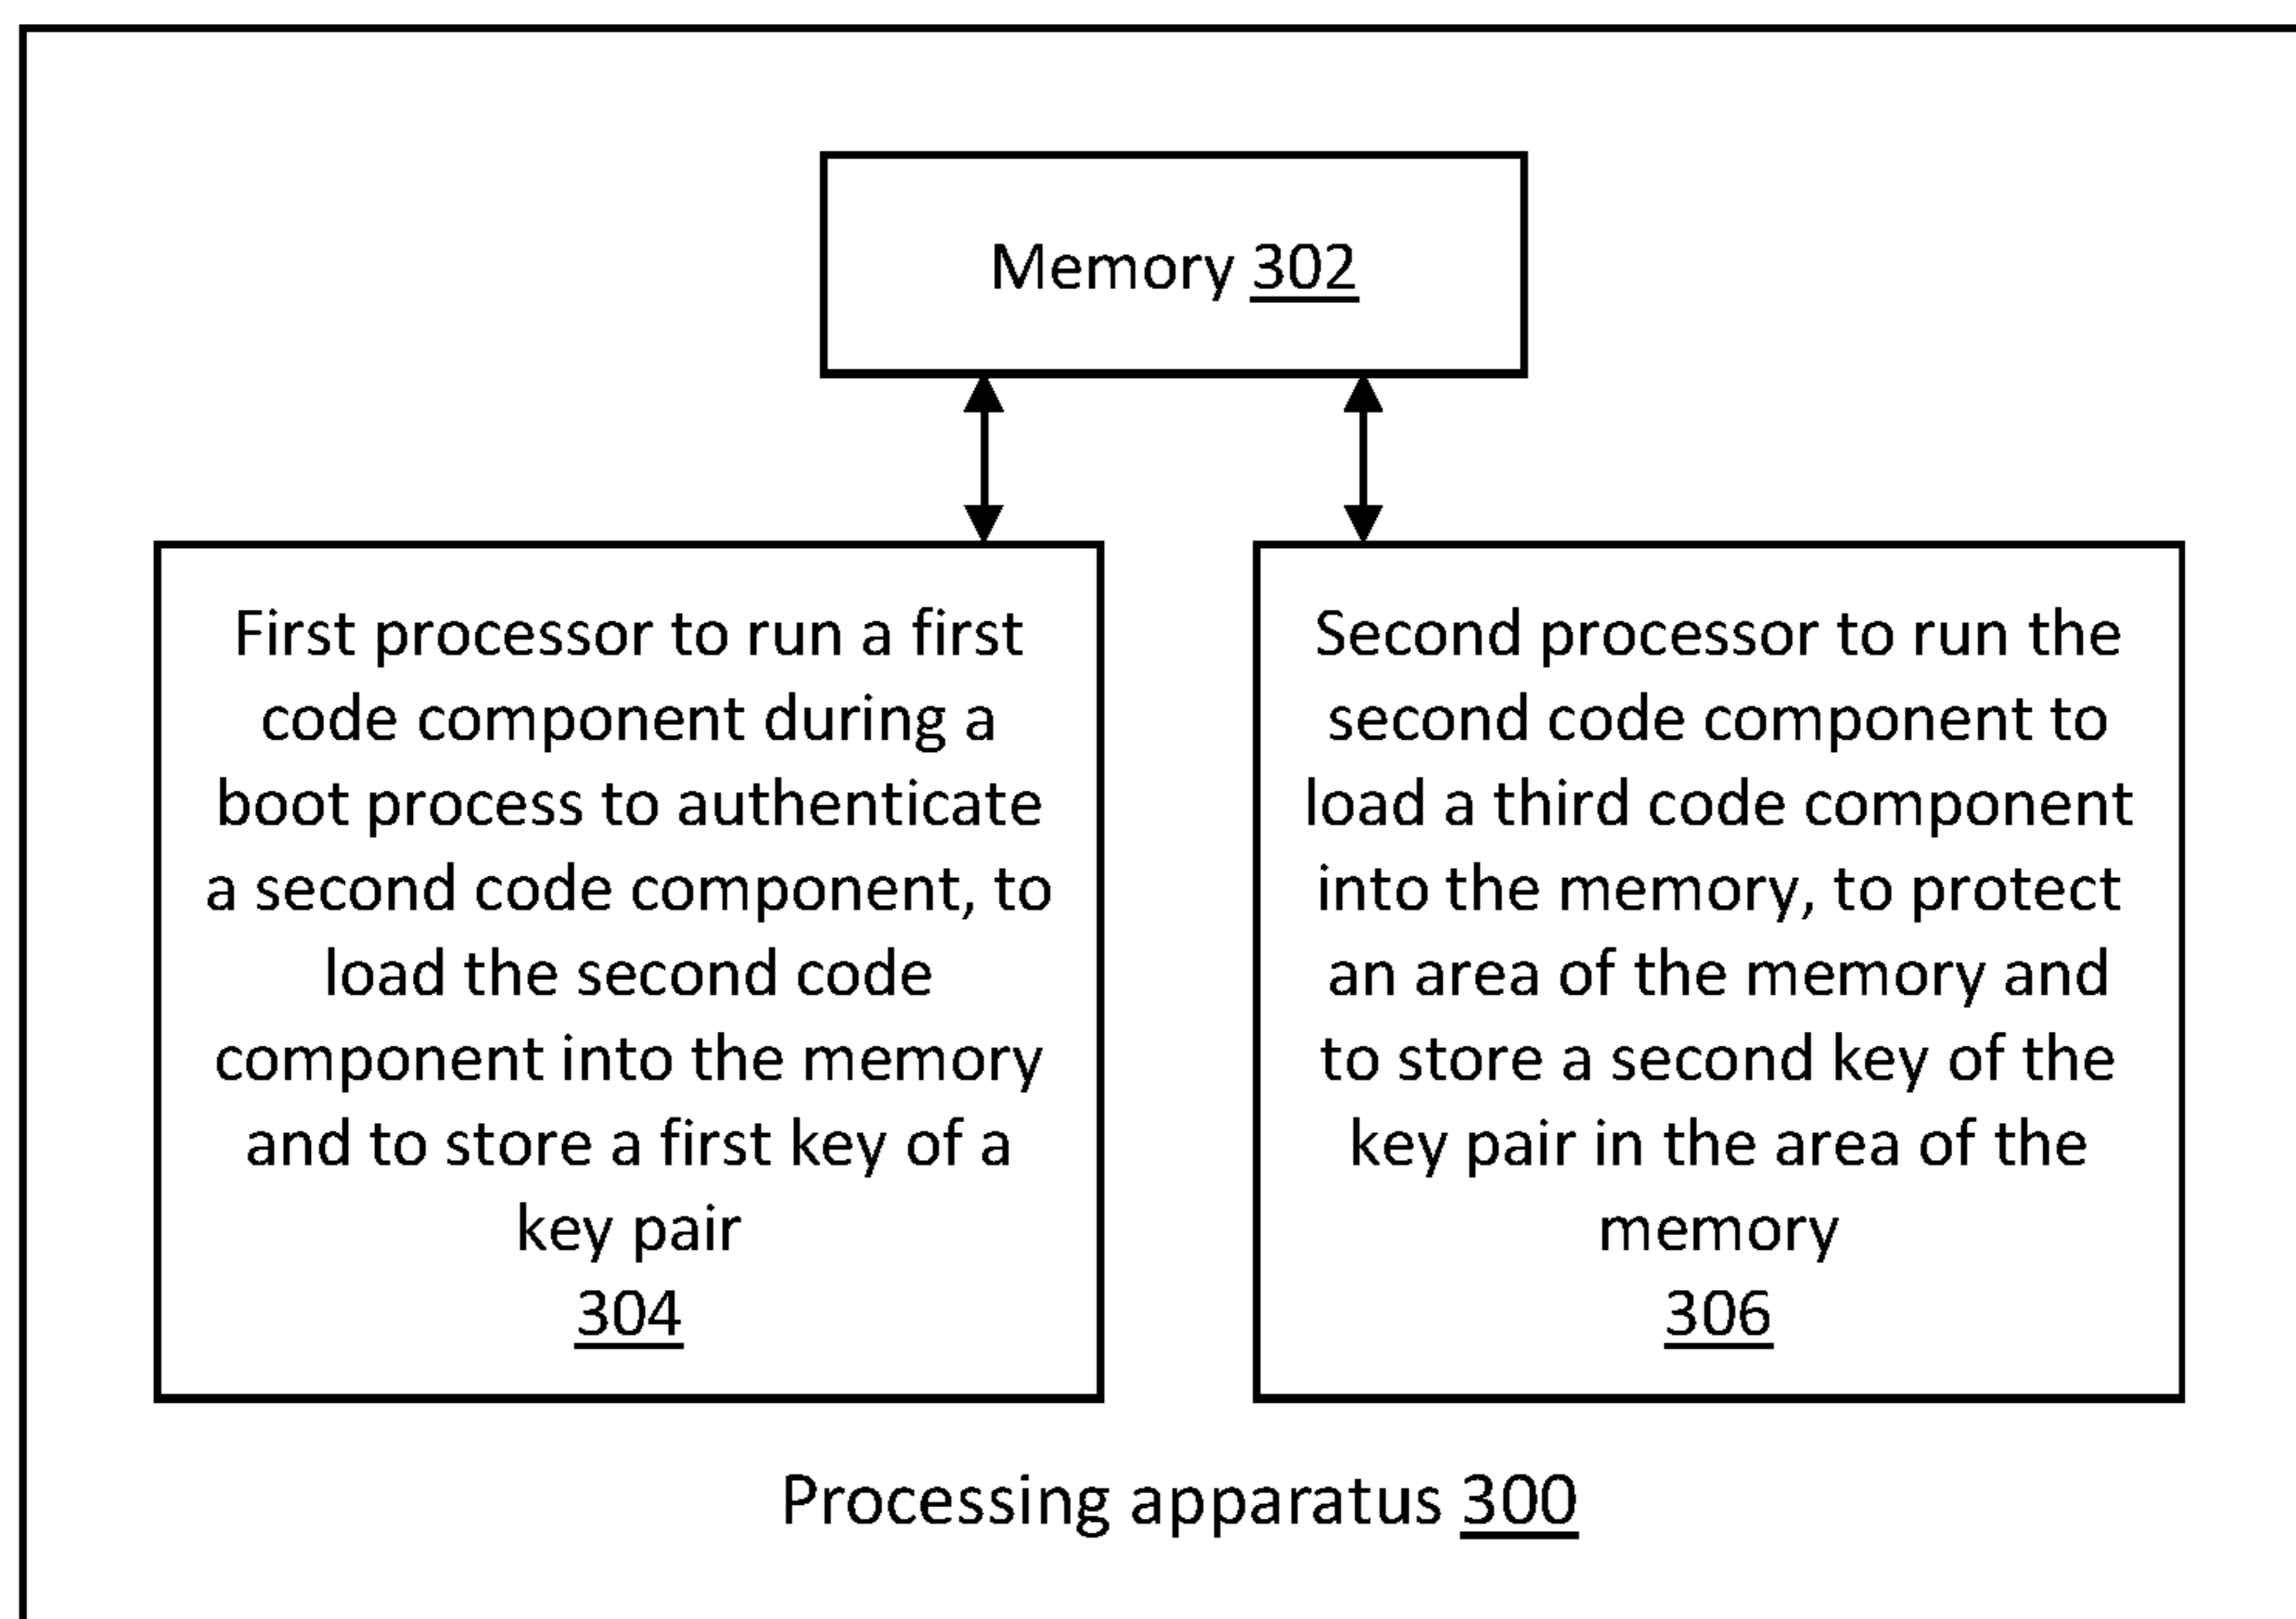 Memory 302
First processor to run a first
code component during a
boot process to authenticate
a second code component, to
load the second code
component into the memory
and to store a first key of a
key pair
304
Second processor to run the
second code component to
load a third code component
into the memory, to protect
an area of the memory and
to store a second key of the
key pair in the area of the
memory
306
Processing apparatus 300